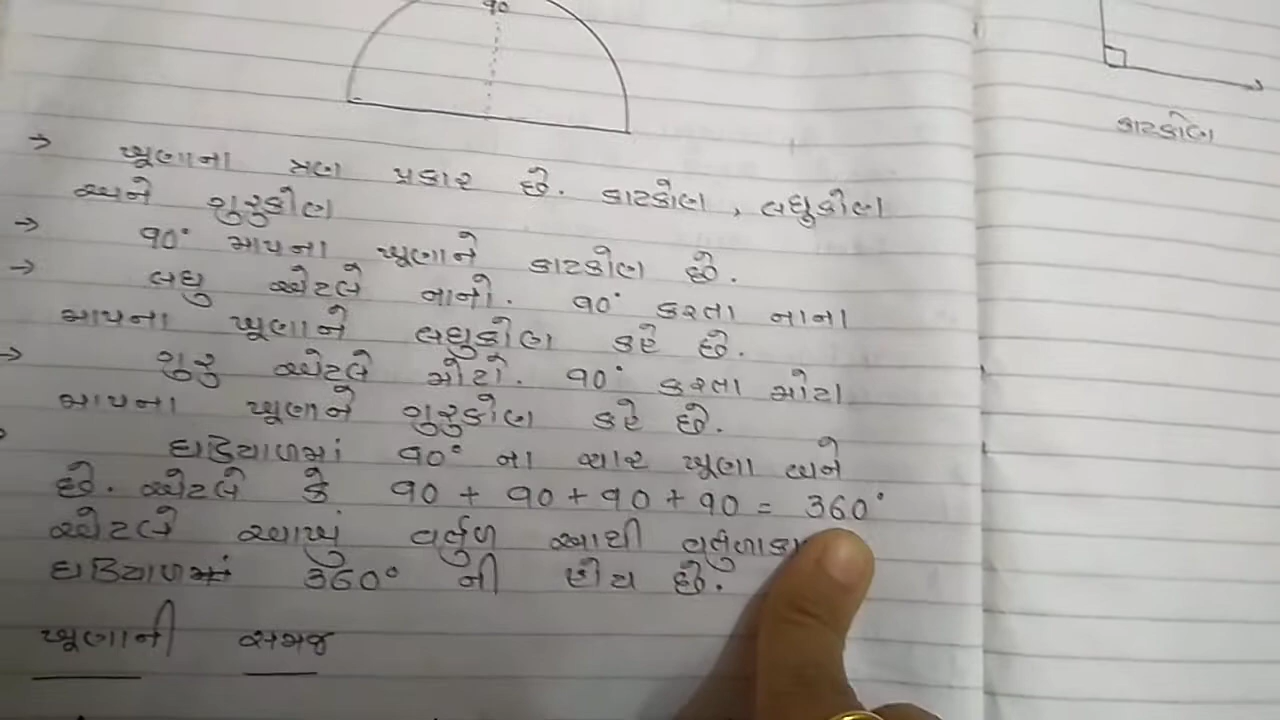 90
કાટકોણ
→ ખૂણાના ત્રણ પ્રકાર છે. કાટકોણ, લઘુકોણ
અને ગુરુકોણ
→ 90° માપના ખૂણાને કાટકોણ છે.
→ લઘુ એટલે નાનો. 90° કરતા નાના
માપના ખૂણાને લઘુકોણ કહે છે.
→ ગુરુ એટલે મોટો. 90° કરતા મોટા
માપના ખૂણાને ગુરુકોણ કહે છે.
ઘડિયાળમાં 90° ના ચાર ખૂણા બને
છે. એટલે કે 90 + 90 + 90 + 90 = 360°
એટલે આખું વર્તુળ આથી વર્તુળાકા
ઘડિયાળ 360° ની હોય છે.
ખૂણાની સમજ